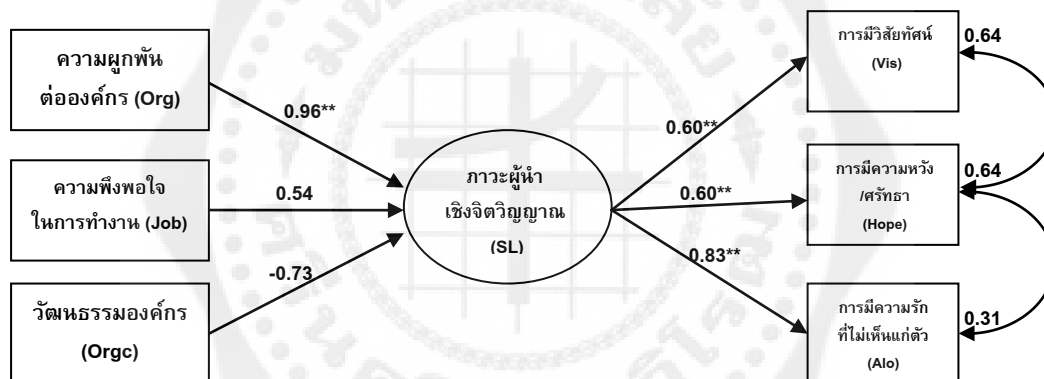 ความผูกพัน
ต่อองค์กร (Org)
0.96**
ความพึงพอใจ
ในการทำงาน (Job)
0.54
วัฒนธรรมองค์กร
(Orgc)
-0.73
ภาวะผู้นำ
เชิงจิตวิญญาณ
(SL)
0.60**
การมีวิสัยทัศน์
(Vis)
0.64
0.60**
การมีความหวัง
/ศรัทธา
(Hope)
0.64
0.83**
การมีความรัก
ที่ไม่เห็นแก่ตัว
(Alo)
0.31